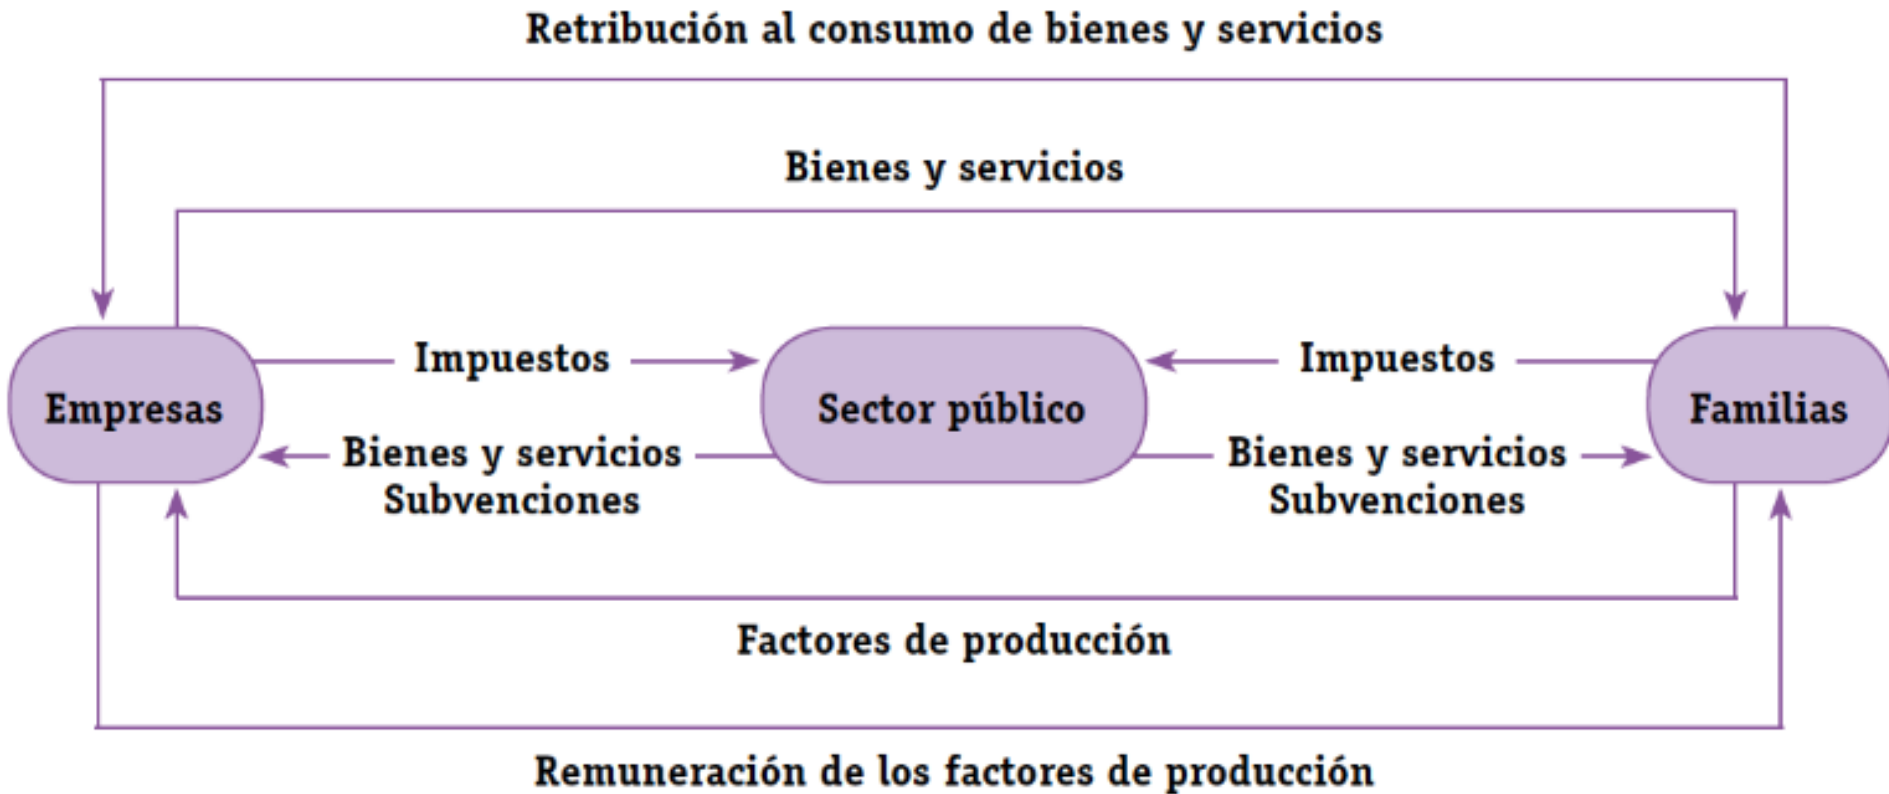 Retribución al consumo de bienes y servicios
Bienes y servicios
Impuestos
Impuestos
Empresas
Sector público
Familias
Bienes y servicios
Subvenciones
Bienes y servicios
Subvenciones
Factores de producción
Remuneración de los factores de producción